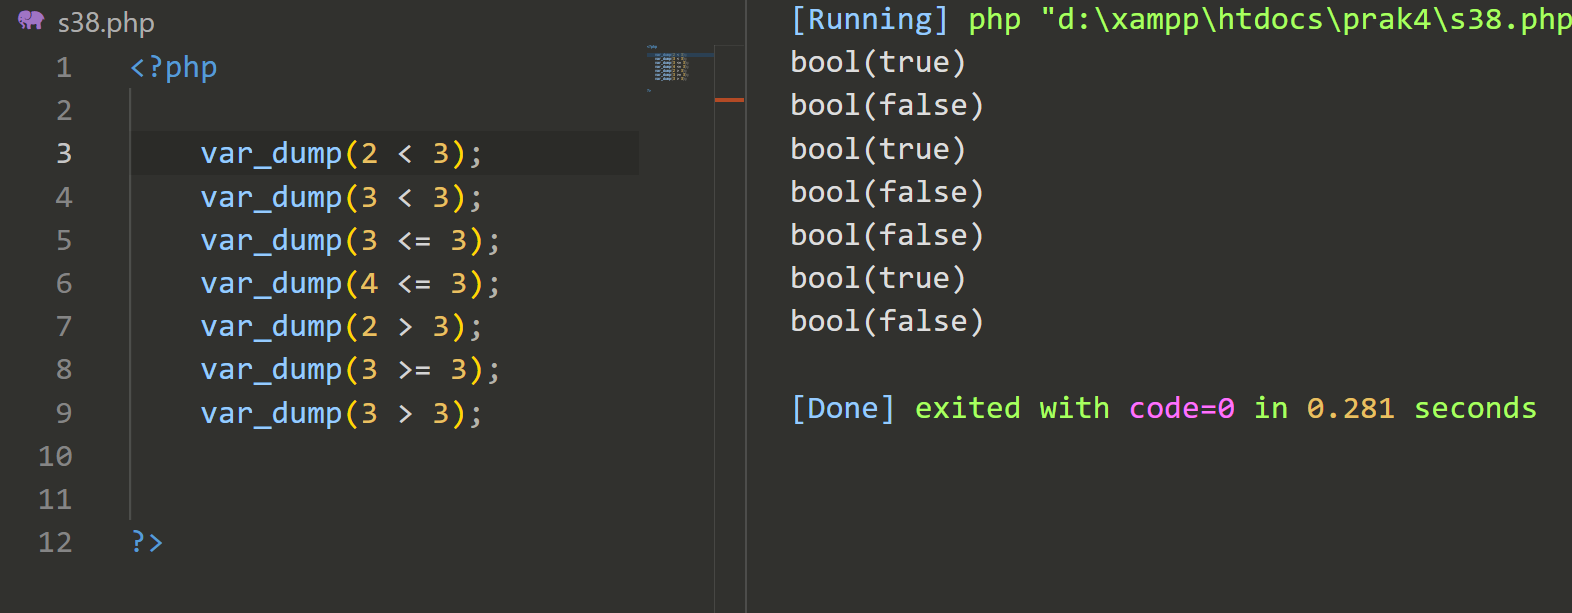 s38.php
1 <?php
2
3 var_dump(2 < 3);
4 var_dump(3 < 3);
5 var_dump(3 <= 3);
6 var_dump(4 <= 3);
7 var_dump(2 > 3);
8 var_dump(3 >= 3);
9 var_dump(3 > 3);
10
11
12 ?>
[Running] php "d:\xampp\htdocs\prak4\s38.php
bool(true)
bool(false)
bool(true)
bool(false)
bool(false)
bool(true)
bool(false)
[Done] exited with code=0 in 0.281 seconds